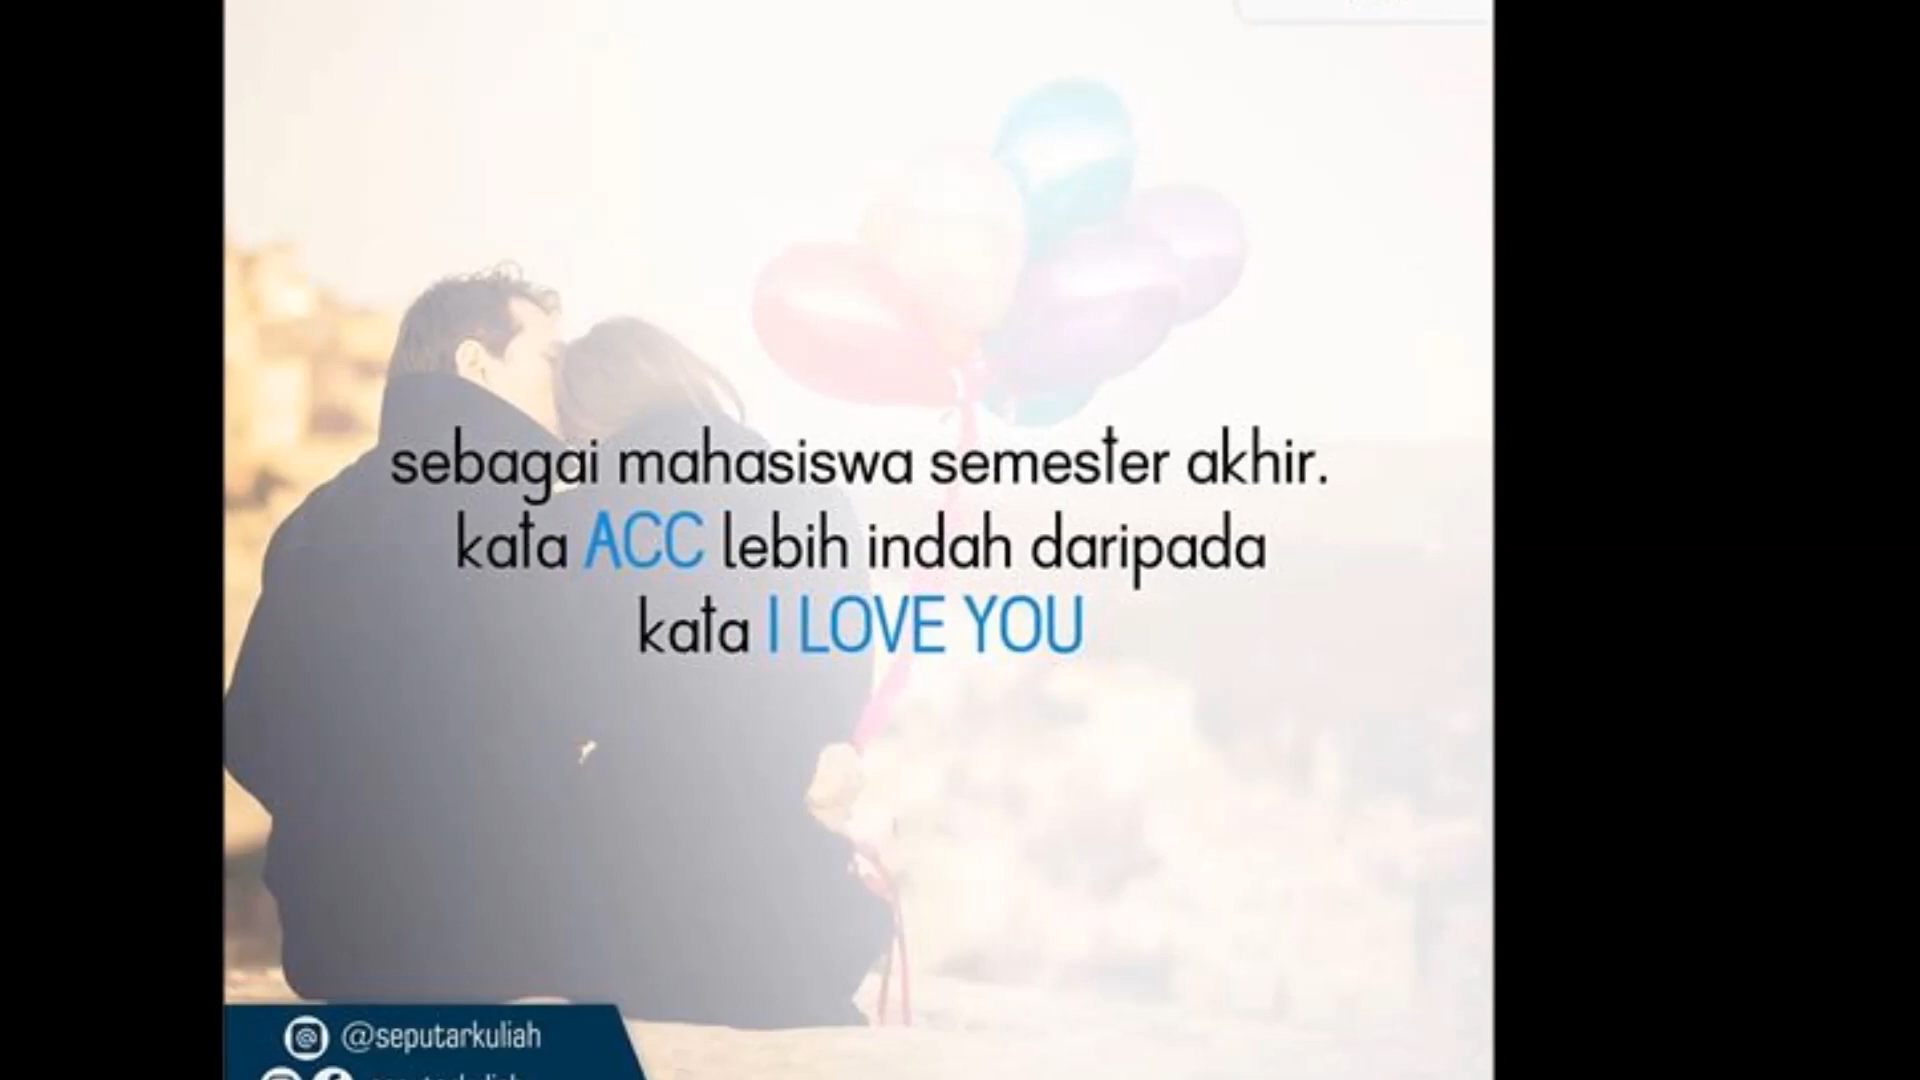 sebagai mahasiswa semester akhir.
kata ACC lebih indah daripada
kata I LOVE YOU
@seputarkuliah